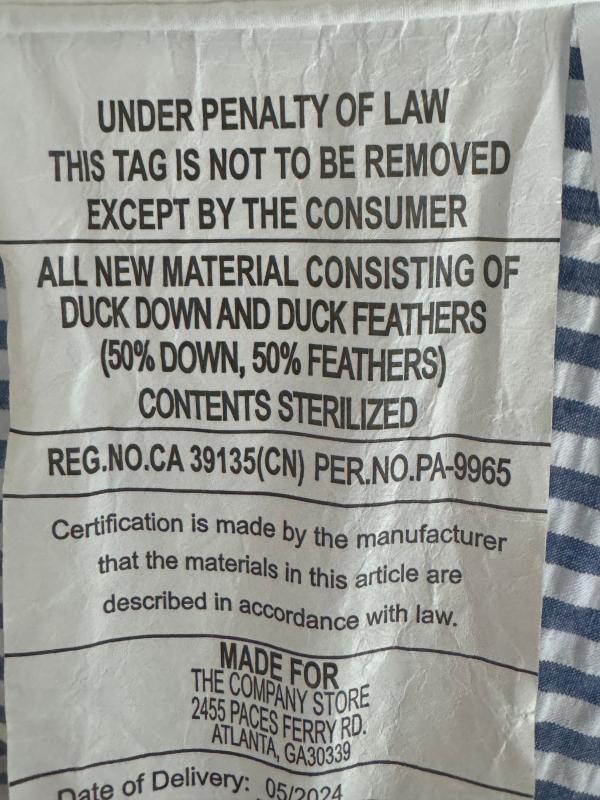 UNDER PENALTY OF LAW
THIS TAG IS NOT TO BE REMOVED
EXCEPT BY THE CONSUMER
ALL NEW MATERIAL CONSISTING OF
DUCK DOWN AND DUCK FEATHERS
(50% DOWN, 50% FEATHERS)
CONTENTS STERILIZED
REG.NO.CA 39135(CN) PER.NO.PA-9965
Certification is made by the manufacturer
that the materials in this article are
described in accordance with law.
MADE FOR
THE COMPANY STORE
2455 PACES FERRY RD.
ATLANTA, GA30339
Date of Delivery: 05/2024